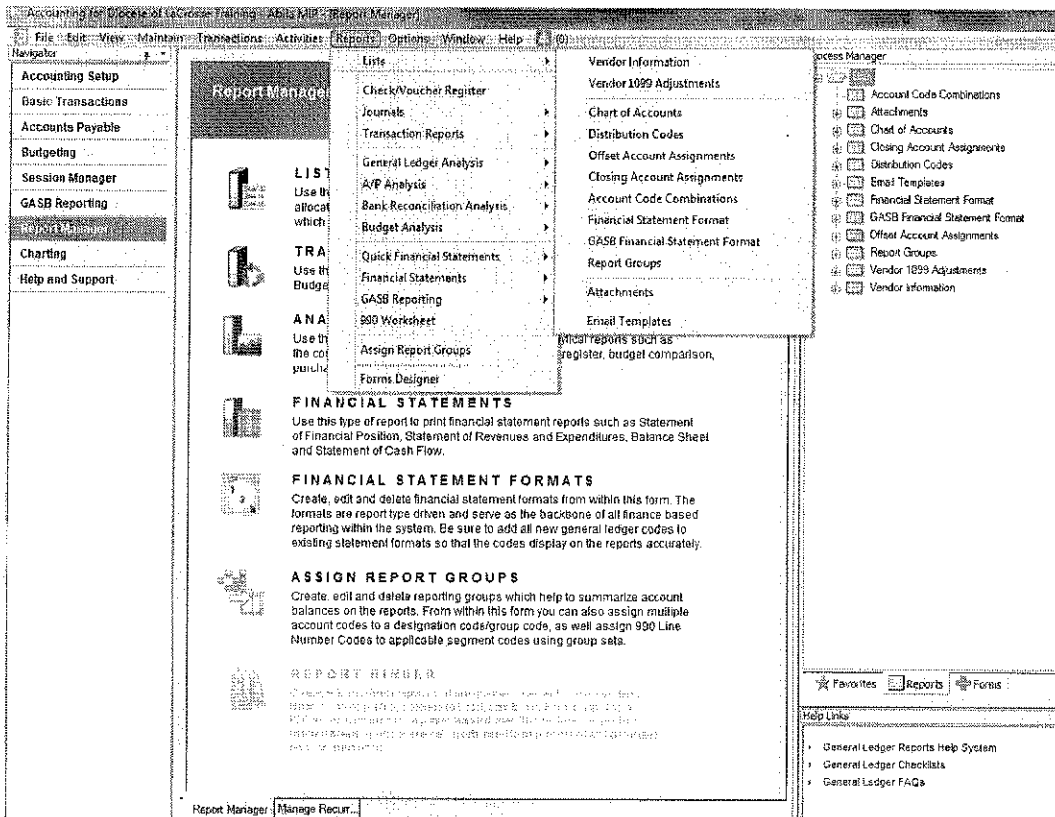 Accounting for Diocese of LaCrosse Training - Abila MIP - [Report Manager]
File Edit View Maintain Transactions Activities Reports Options Window Help (0)
Navigator
Accounting Setup
Basic Transactions
Accounts Payable
Budgeting
Session Manager
GASB Reporting
Report Manager
Charting
Help and Support
Report Manager
Lists
Check/Voucher Register
Journals
Transaction Reports
General Ledger Analysis
A/P Analysis
Bank Reconciliation Analysis
Budget Analysis
Quick Financial Statements
Financial Statements
GASB Reporting
990 Worksheet
Assign Report Groups
Forms Designer
Vendor Information
Vendor 1099 Adjustments
Chart of Accounts
Distribution Codes
Offset Account Assignments
Closing Account Assignments
Account Code Combinations
Financial Statement Format
GASB Financial Statement Format
Report Groups
Attachments
Email Templates
LIST
Use th
allocat
which
TRA
Use th
Budge
ANA
Use th
the co
purcha
ytical reports such as
register, budget comparison,
FINANCIAL STATEMENTS
Use this type of report to print financial statement reports such as Statement
of Financial Position, Statement of Revenues and Expenditures, Balance Sheet
and Statement of Cash Flow.
FINANCIAL STATEMENT FORMATS
Create, edit and delete financial statement formats from within this form. The
formats are report type driven and serve as the backbone of all finance based
reporting within the system. Be sure to add all new general ledger codes to
existing statement formats so that the codes display on the reports accurately.
ASSIGN REPORT GROUPS
Create, edit and delete reporting groups which help to summarize account
balances on the reports. From within this form you can also assign multiple
account codes to a designation code/group code, as well assign 990 Line
Number Codes to applicable segment codes using group sets.
REPORT BINDER
Report Manager Manage Recurr...
ocess Manager
Account Code Combinations
Attachments
Chart of Accounts
Closing Account Assignments
Distribution Codes
Email Templates
Financial Statement Format
GASB Financial Statement Format
Offset Account Assignments
Report Groups
Vendor 1099 Adjustments
Vendor Information
Favorites Reports Forms
Help Links
General Ledger Reports Help System
General Ledger Checklists
General Ledger FAQs